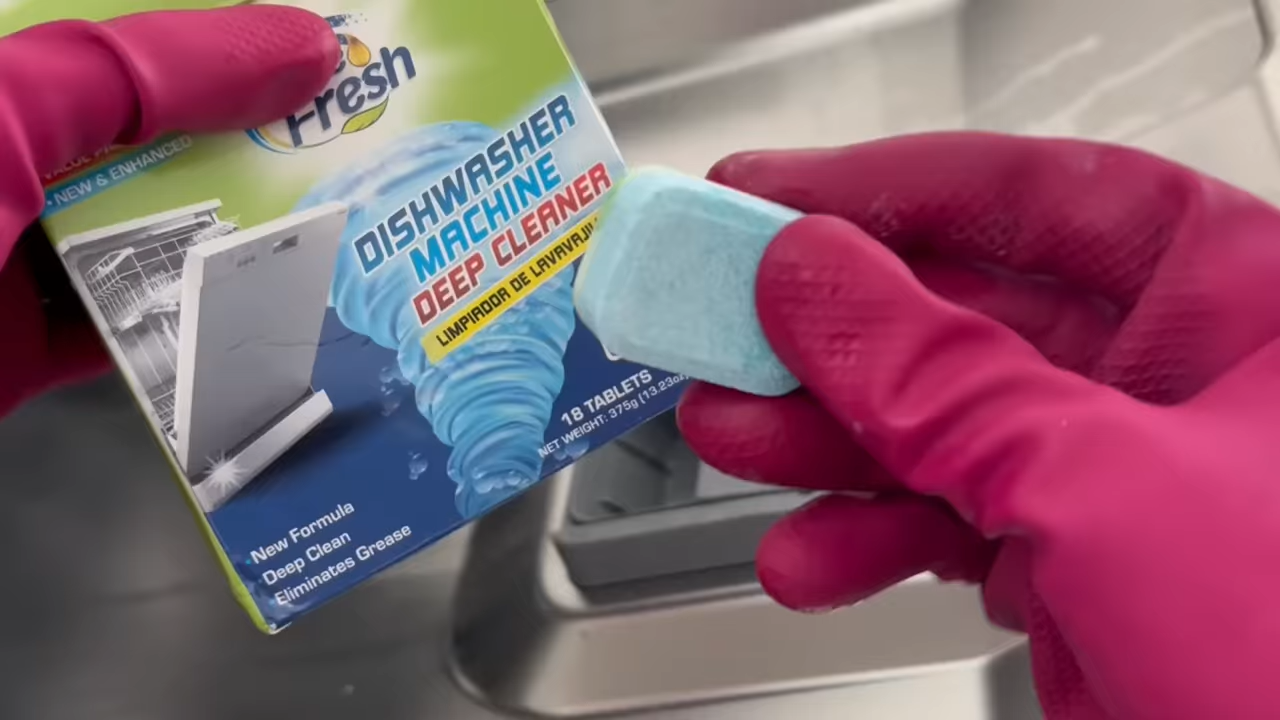 Fresh
VALUE
• NEW & ENHANCED
DISHWASHER
MACHINE
DEEP CLEANER
LIMPIADOR DE
18 TABLETS
NET WEIGHT: 375g (13.23oz)
New Formula
Deep Clean
Eliminates Grease